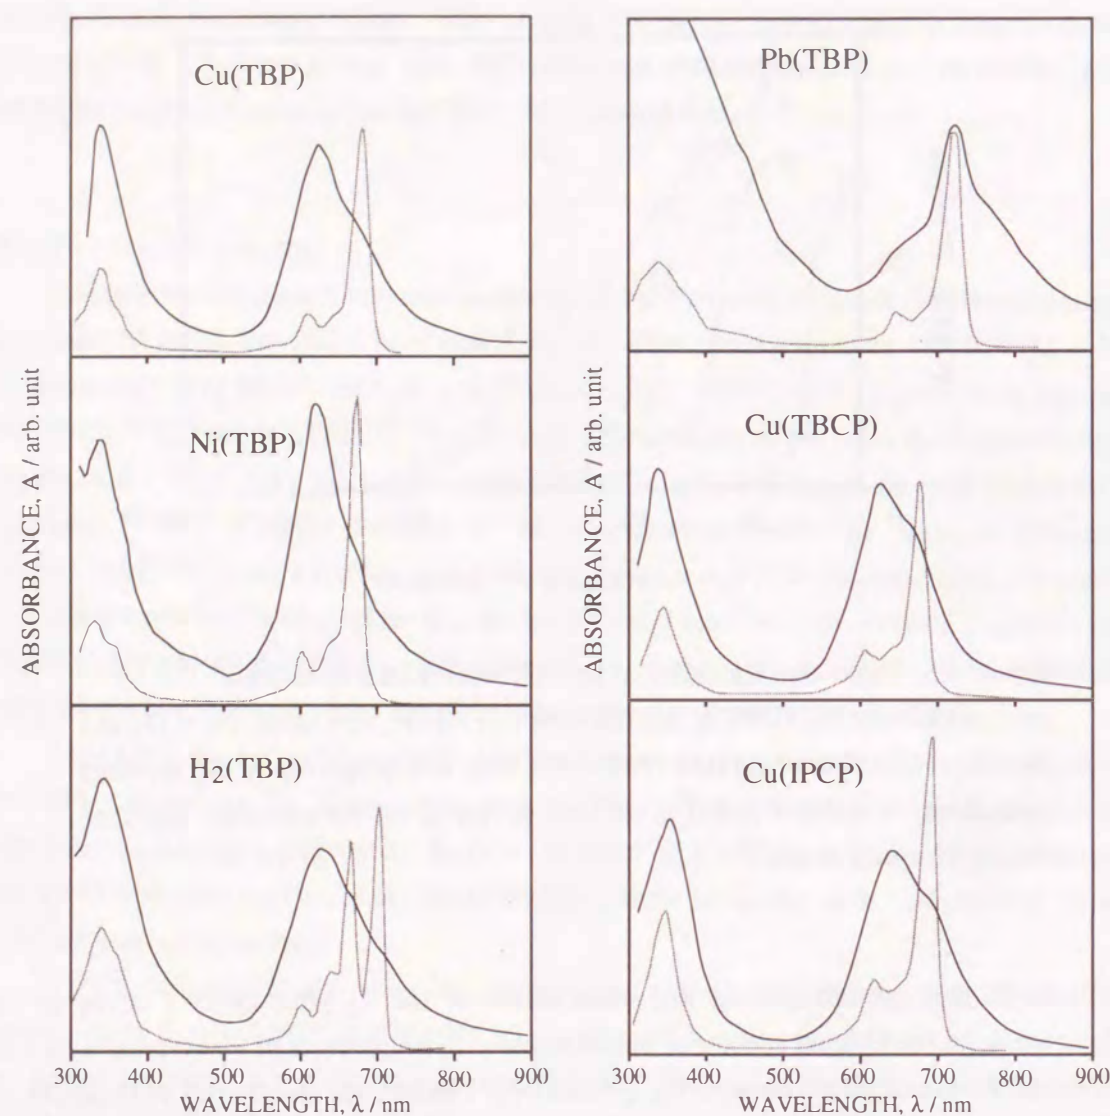 Cu(TBP)
Pb(TBP)
Ni(TBP)
Cu(TBCP)
H2(TBP)
Cu(IPCP)
ABSORBANCE. A / arb. unit
ABSORBANCE. A / arb. unit
300 400 500 600 700 800 900
300 400 500 600 700 800 900
WAVELENGTH, λ / nm
WAVELENGTH, λ / nm